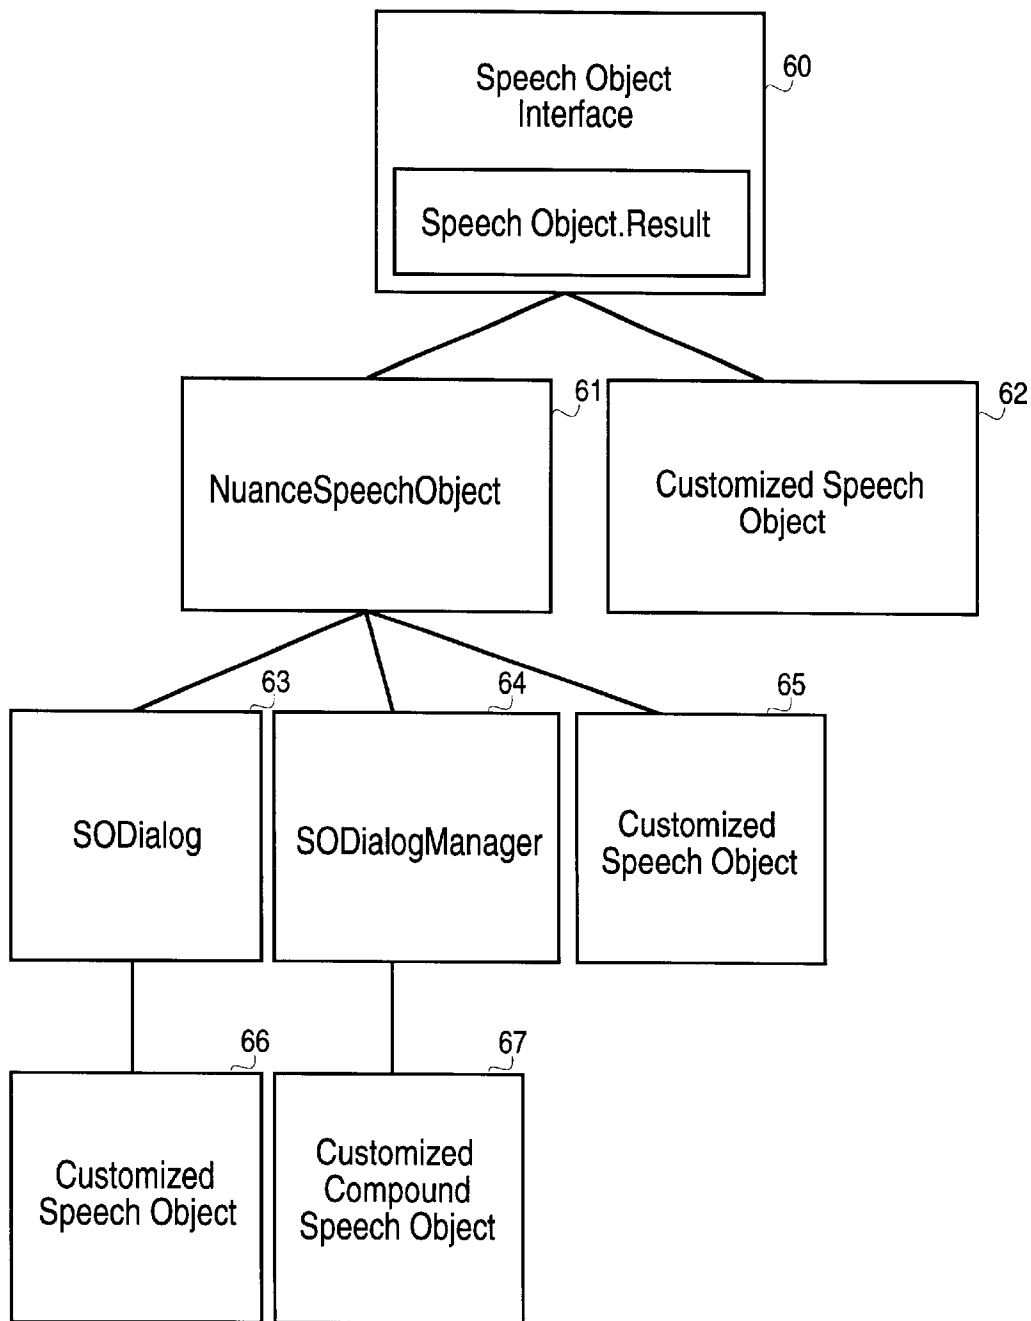 Speech Object
Interface
60
Speech Object.Result
61
62
NuanceSpeechObject
Customized Speech
Object
63
64
65
SODialog
SODialogManager
Customized
Speech Object
66
67
Customized
Speech Object
Customized
Compound
Speech Object